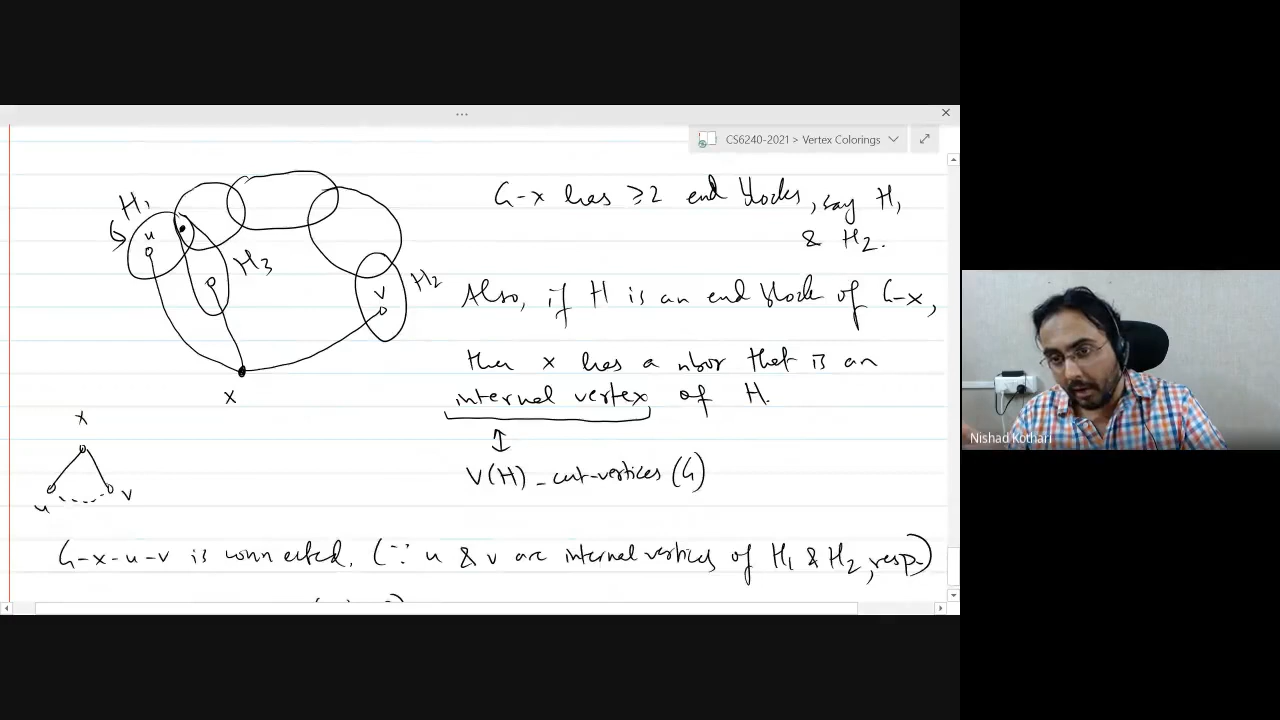 CS6240-2021 > Vertex Colorings
G-x has ≥2 end blocks, say H₁
& H₂.
Also, if H is an end block of G-x,
then x has a nbor that is an
internal vertex of H.
V(H) - cut-vertices (G)
H₁
u
H₃
H₂
v
x
x
u
v
G-x-u-v is connected. (∵ u & v are internal vertices of H₁ & H₂, resp.)
Nishad Kothari